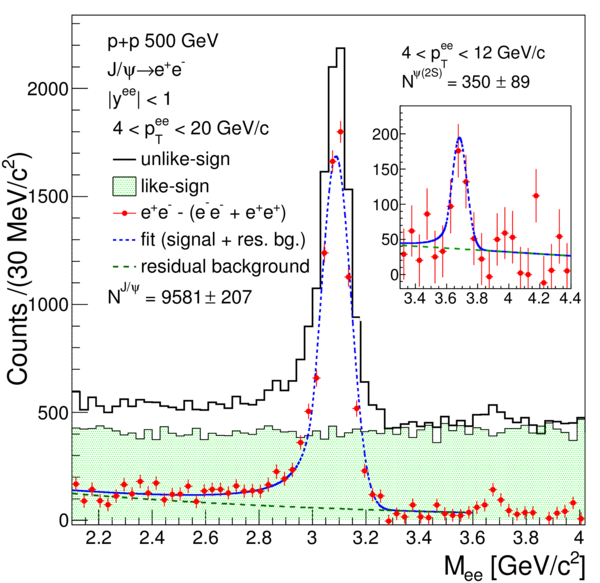 p+p 500 GeV
J/ψ→e⁺e⁻
|yᵉᵉ| < 1
4 < p_T^ee < 20 GeV/c
unlike-sign
like-sign
e⁺e⁻ - (e⁻e⁻ + e⁺e⁺)
fit (signal + res. bg.)
residual background
N^J/ψ = 9581 ± 207
4 < p_T^ee < 12 GeV/c
N^ψ(2S) = 350 ± 89
200
150
100
50
0
3.4 3.6 3.8 4 4.2 4.4
Counts/(30 MeV/c²)
2000
1500
1000
500
0
2.2 2.4 2.6 2.8 3 3.2 3.4 3.6 3.8 4
M_ee [GeV/c²]